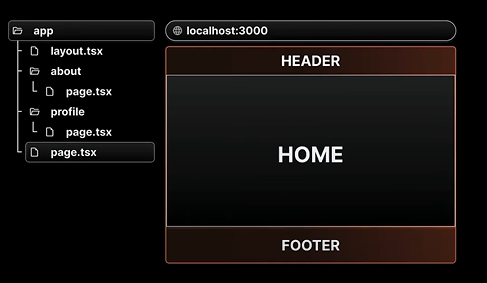 app
layout.tsx
about
page.tsx
profile
page.tsx
page.tsx
localhost:3000
HEADER
HOME
FOOTER